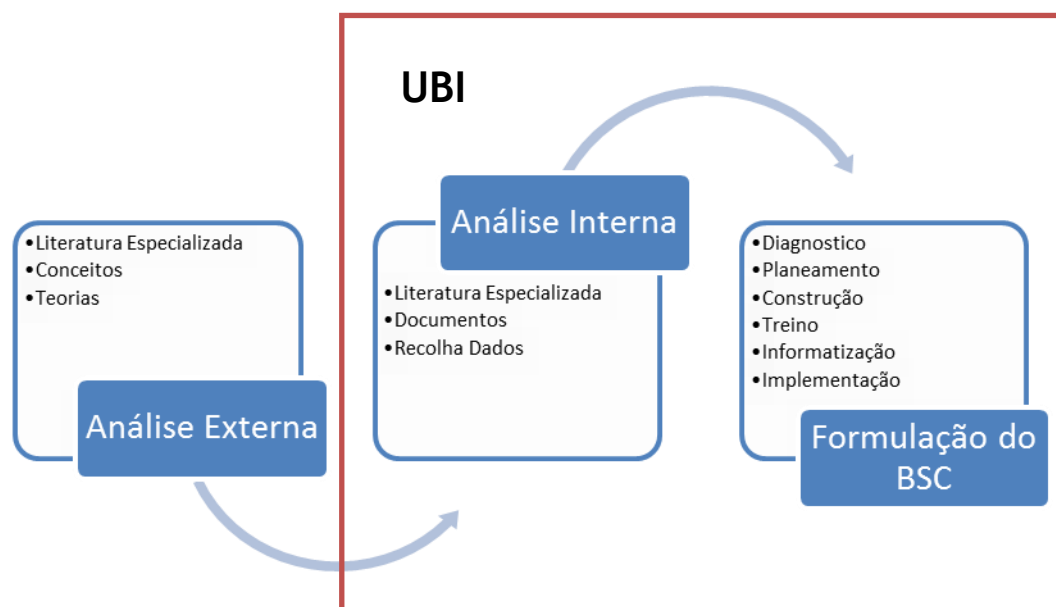 UBI
•Literatura Especializada
•Conceitos
•Teorias
Análise Externa
Análise Interna
•Literatura Especializada
•Documentos
•Recolha Dados
•Diagnostico
•Planeamento
•Construção
•Treino
•Informatização
•Implementação
Formulação do
BSC